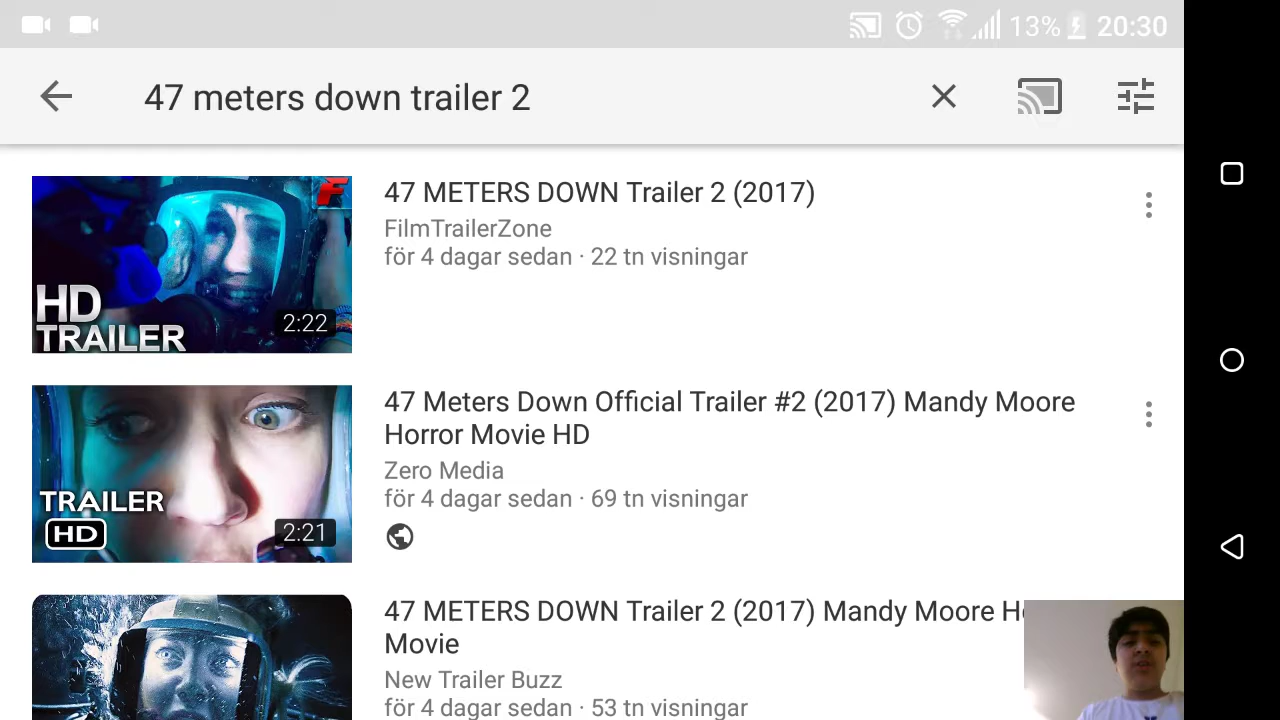 13% 20:30
47 meters down trailer 2
47 METERS DOWN Trailer 2 (2017)
FilmTrailerZone
för 4 dagar sedan · 22 tn visningar
HD
TRAILER
2:22
47 Meters Down Official Trailer #2 (2017) Mandy Moore
Horror Movie HD
Zero Media
för 4 dagar sedan · 69 tn visningar
TRAILER
HD
2:21
47 METERS DOWN Trailer 2 (2017) Mandy Moore
Movie
New Trailer Buzz
för 4 dagar sedan · 53 tn visningar